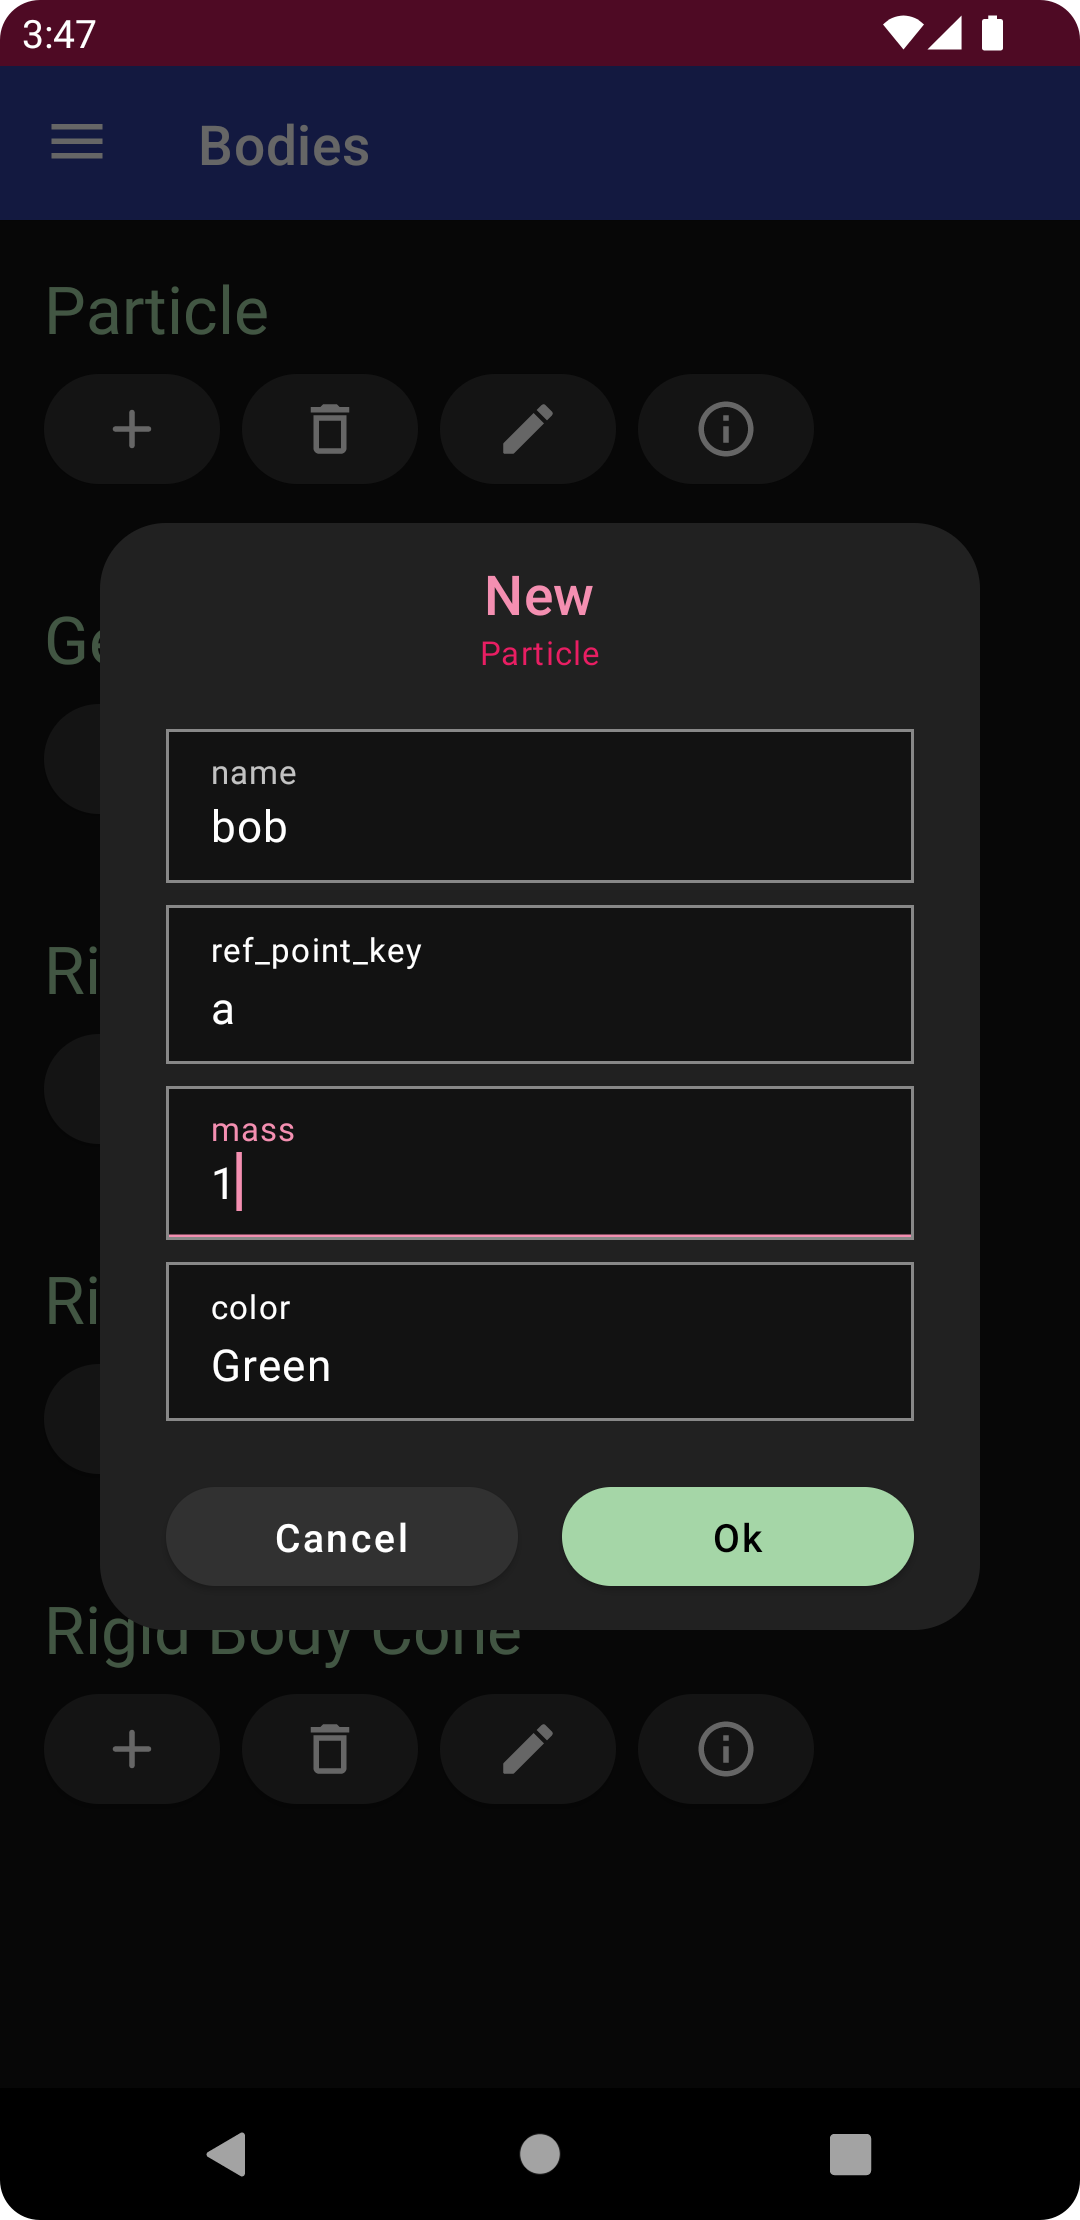 3:47
Bodies
Particle
Ge
New
Particle
name
bob
Ri
ref_point_key
a
mass
1
Ri
color
Green
Cancel
Ok
Rigid Body Cone